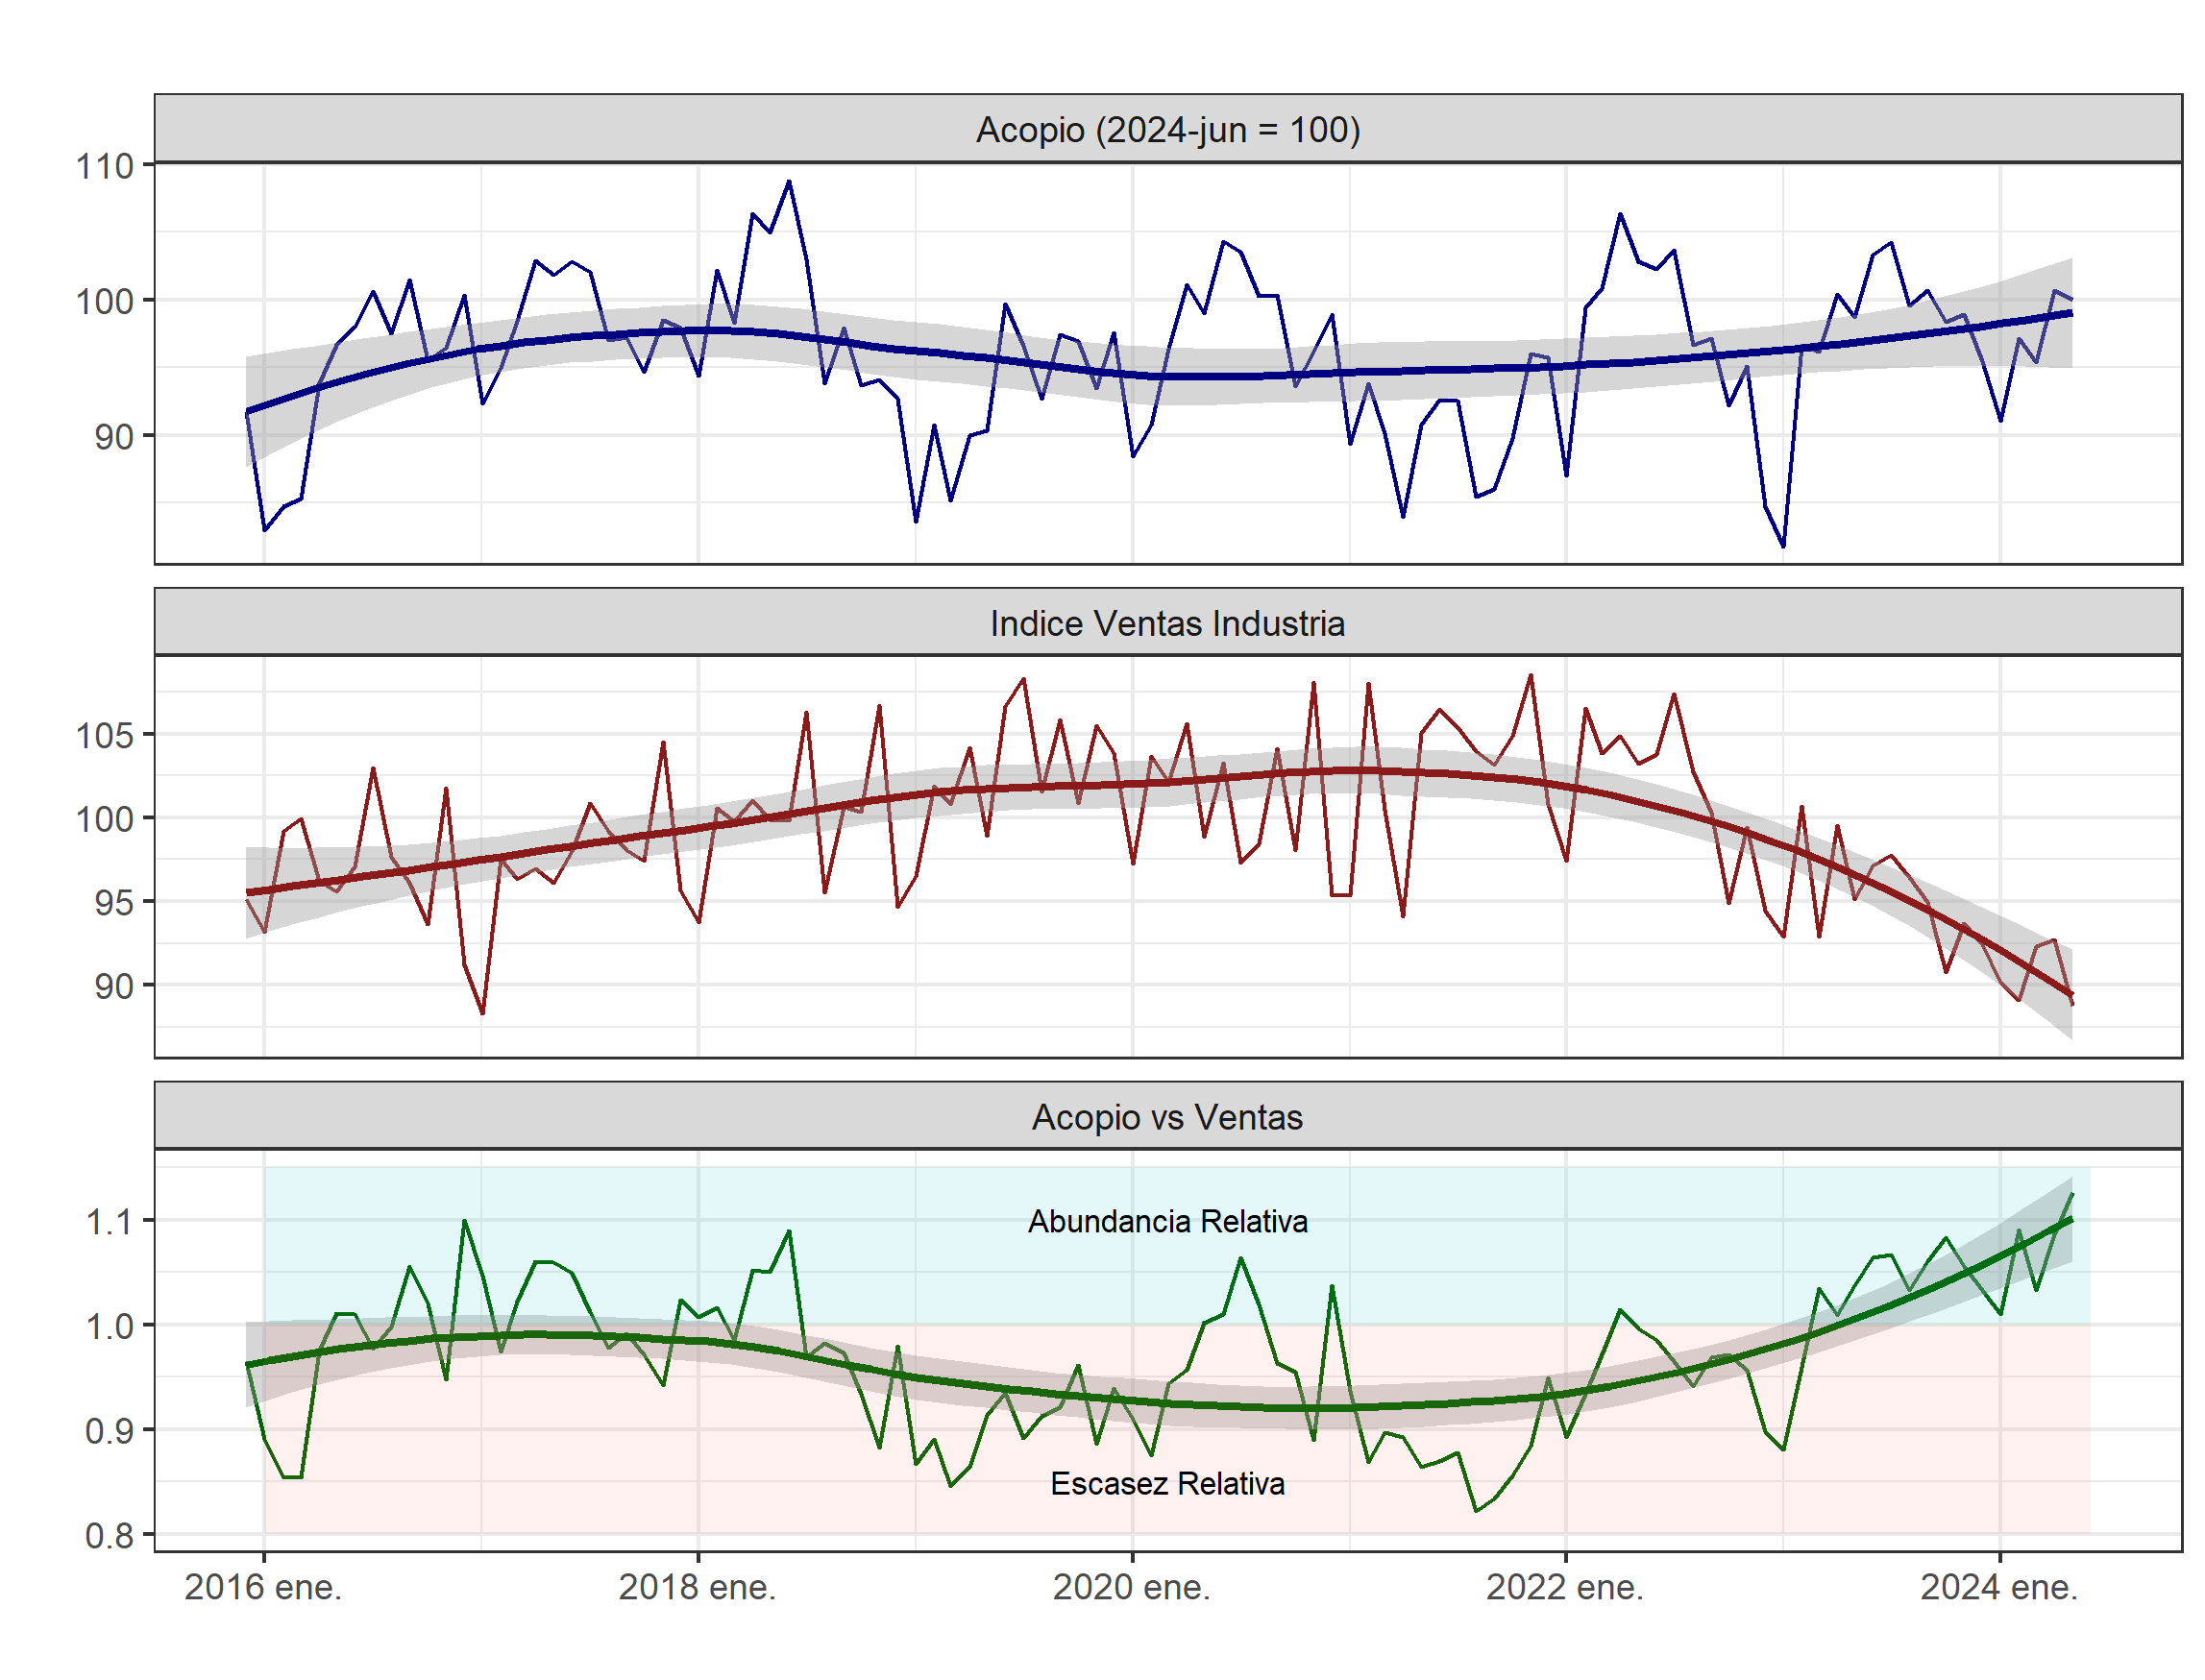 Acopio (2024-jun = 100)
110
100
90
Indice Ventas Industria
105
100
95
90
Acopio vs Ventas
1.1
1.0
0.9
0.8
Abundancia Relativa
Escasez Relativa
2016 ene. 2018 ene. 2020 ene. 2022 ene. 2024 ene.